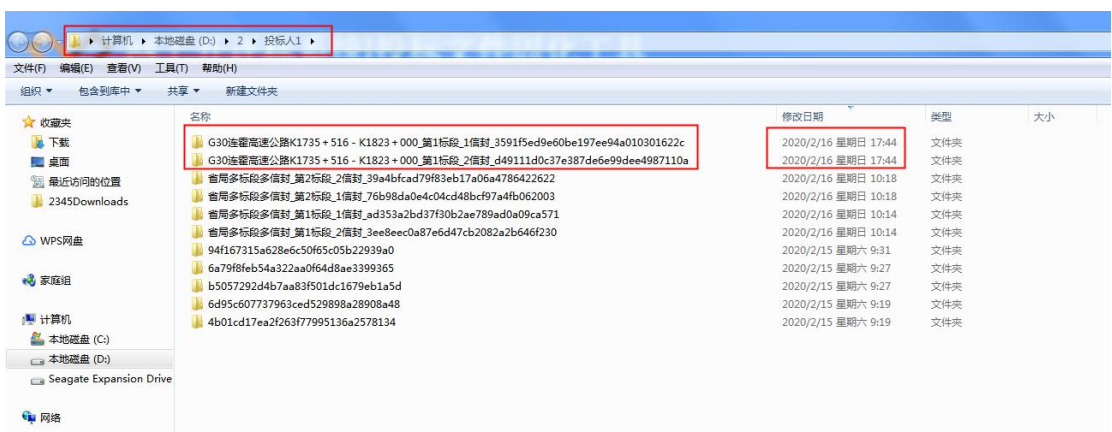 计算机 ▸ 本地磁盘 (D:) ▸ 2 ▸ 投标人1 ▸
文件(F) 编辑(E) 查看(V) 工具(T) 帮助(H)
组织 包含到库中 共享 新建文件夹
收藏夹
下载
桌面
最近访问的位置
2345Downloads
WPS网盘
家庭组
计算机
本地磁盘 (C:)
本地磁盘 (D:)
Seagate Expansion Drive
网络
名称 修改日期 类型 大小
G30连霍高速公路K1735+516 - K1823+000_第1标段_1信封_3591f5ed9e60be197ee94a010301622c 2020/2/16 星期日 17:44 文件夹
G30连霍高速公路K1735+516 - K1823+000_第1标段_2信封_d49111d0c37e387de6e99dee4987110a 2020/2/16 星期日 17:44 文件夹
省局多标段多信封_第2标段_2信封_39a4bfcad79f83eb17a06a4786422622 2020/2/16 星期日 10:18 文件夹
省局多标段多信封_第2标段_1信封_76b98da0e4c04cd48bcf97a4fb062003 2020/2/16 星期日 10:18 文件夹
省局多标段多信封_第1标段_1信封_ad353a2bd37f30b2ae789ad0a09ca571 2020/2/16 星期日 10:14 文件夹
省局多标段多信封_第1标段_2信封_3ee8eec0a87e6d47cb2082a2b646f230 2020/2/16 星期日 10:14 文件夹
94f167315a628e6c50f65c05b22939a0 2020/2/15 星期六 9:31 文件夹
6a79f8feb54a322aa0f64d8ae3399365 2020/2/15 星期六 9:27 文件夹
b5057292d4b7aa83f501dc1679eb1a5d 2020/2/15 星期六 9:27 文件夹
6d95c607737963ced529898a28908a48 2020/2/15 星期六 9:19 文件夹
4b01cd17ea2f263f77995136a2578134 2020/2/15 星期六 9:19 文件夹